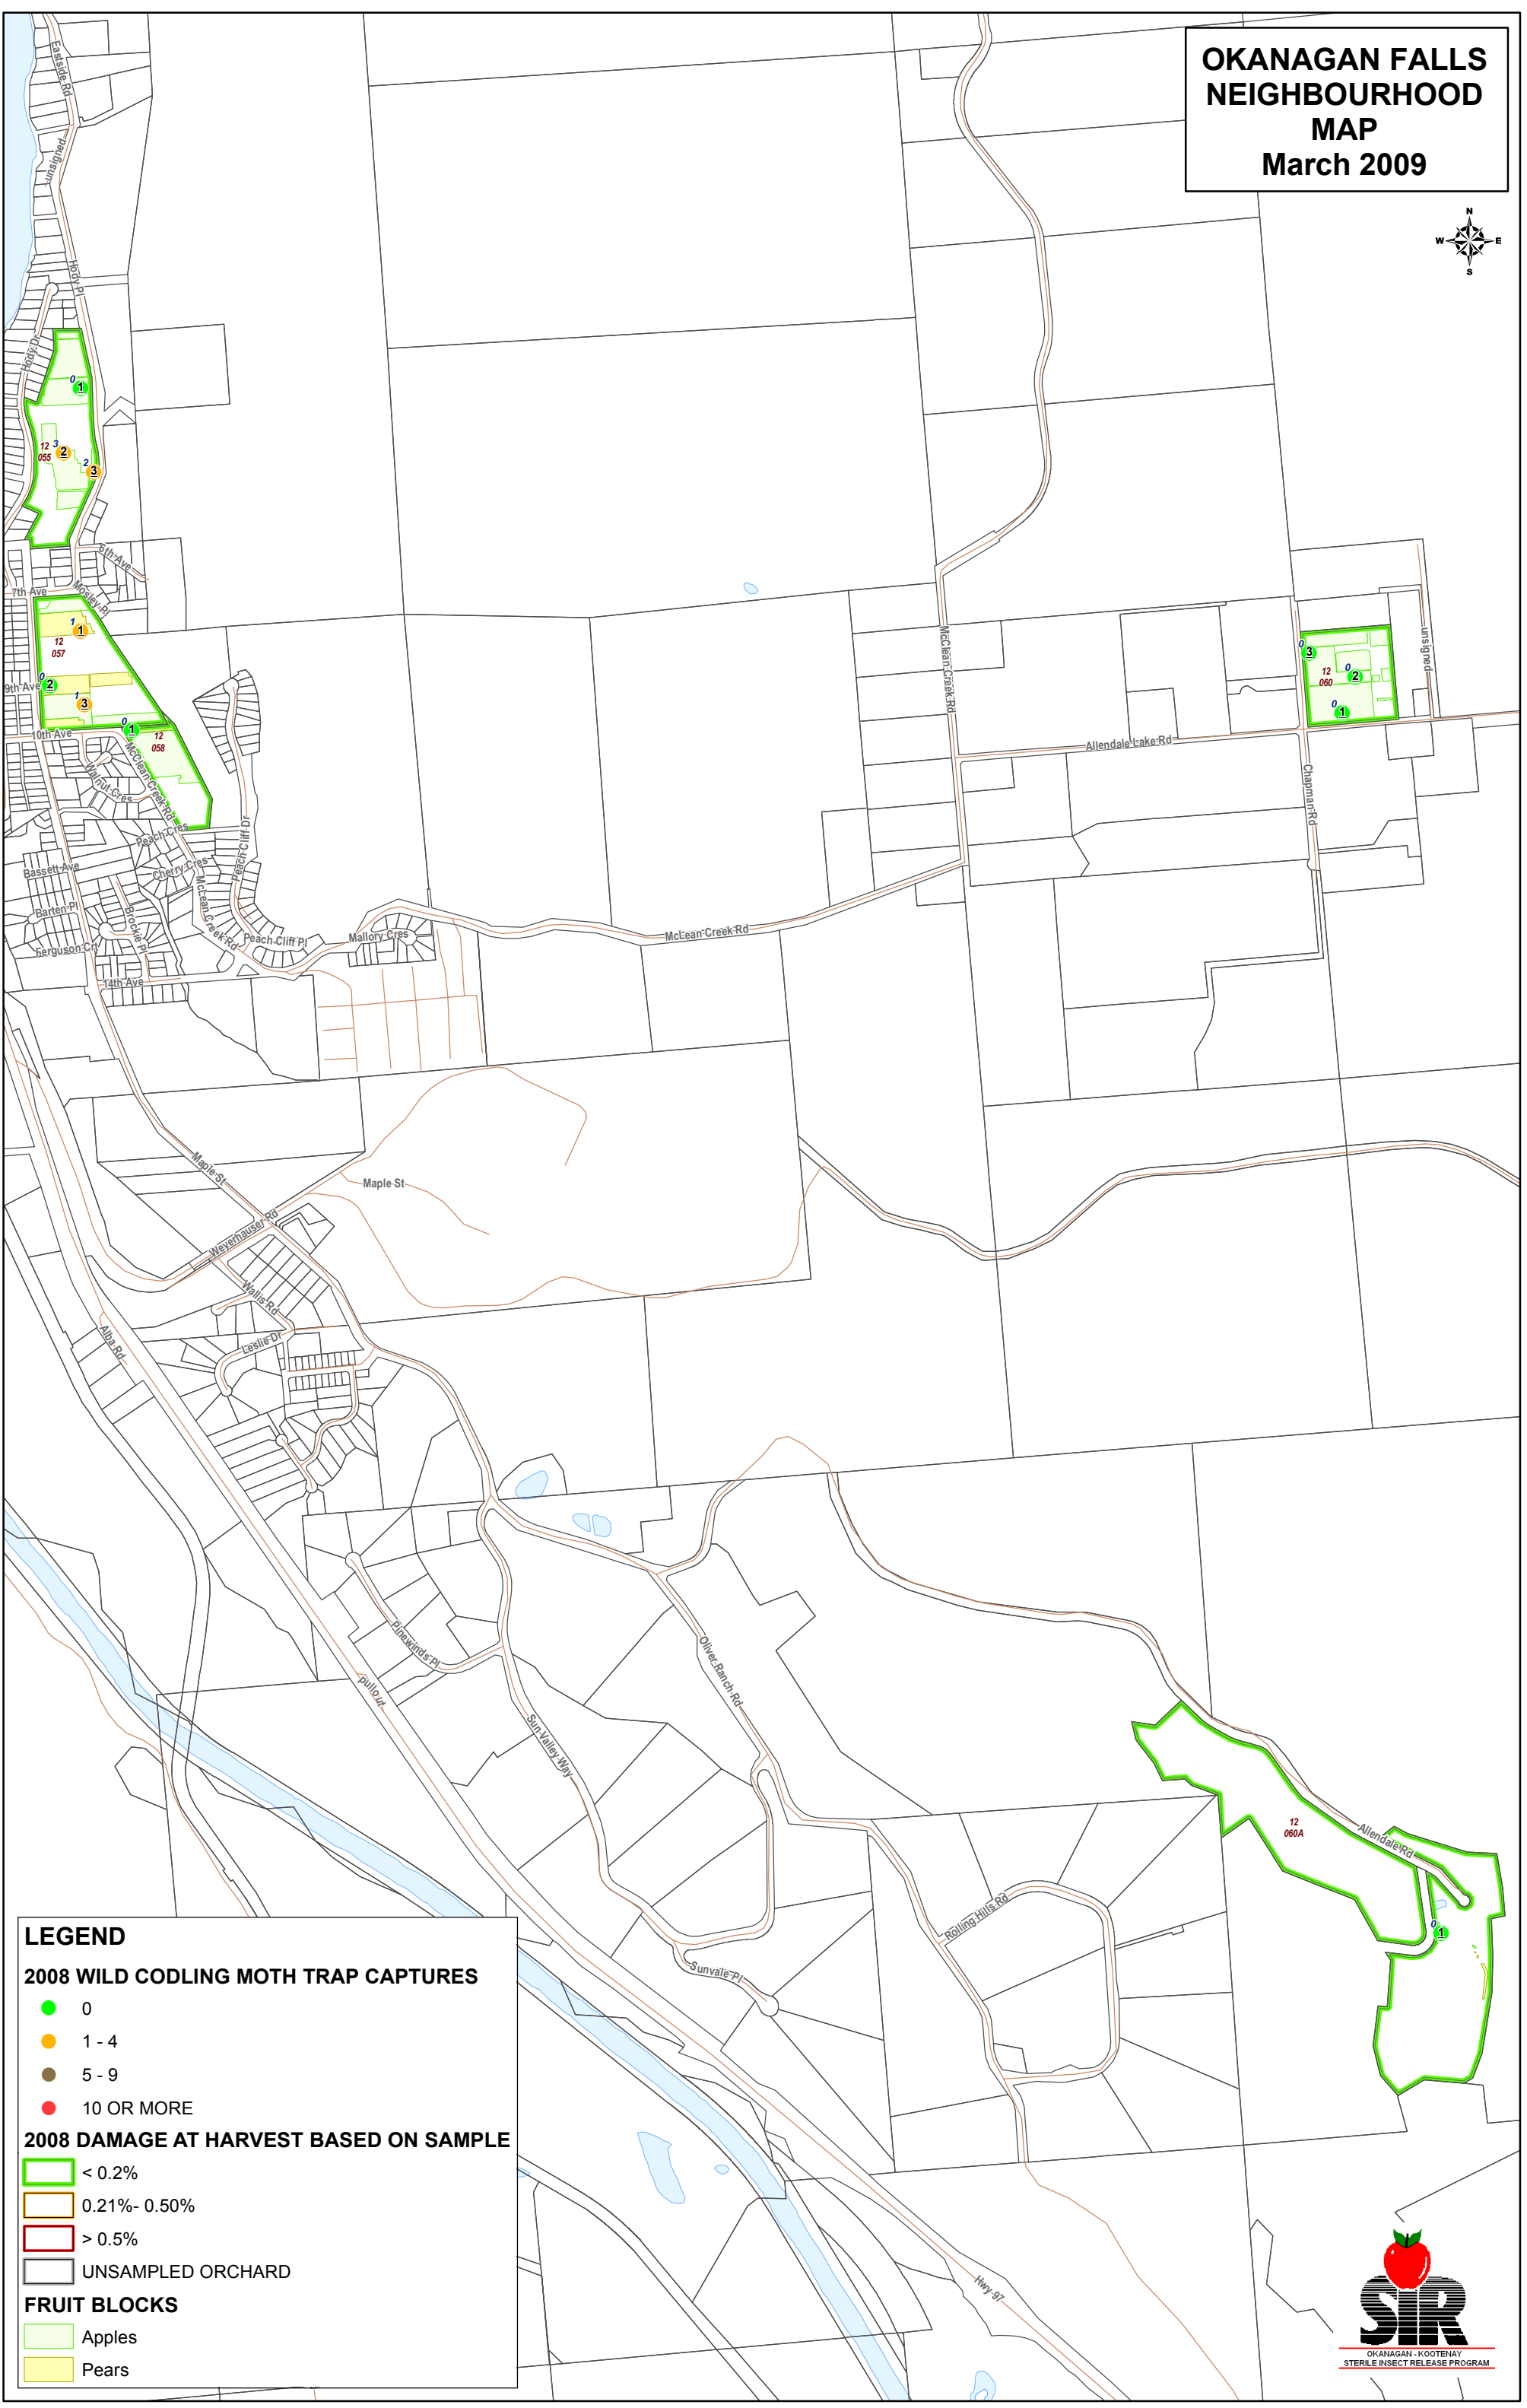 OKANAGAN FALLS
NEIGHBOURHOOD
MAP
March 2009
N
W E
S
Eastside Rd
unsigned
Hody Pl
Hody Dr
0
1
12
055
3
2
2
3
6th Ave
7th Ave
Mosley Pl
1
1
12
057
9th Ave
0
2
1
3
10th Ave
0
1
12
058
McClean Creek Rd
Walnut Cres
Peach Cres
Peach Cliff Dr
Bassett Ave
Cherry Cres
Barten Pl
Brockie Pl
McLean Creek Rd
Ferguson Crt
Peach Cliff Pl
Mallory Cres
14th Ave
McLean Creek Rd
McClean Creek Rd
0
3
12
060
0
2
0
1
unsigned
Allendale Lake Rd
Chapman Rd
Maple St
Maple St
Weyerhauser Rd
Wallis Rd
Leslie Dr
Alba Rd
Pinewinds Pl
pullout
Oliver Ranch Rd
Sun Valley Way
12
060A
Allendale Rd
0
1
Rolling Hills Rd
Sunvale Pl
Hwy 97
LEGEND
2008 WILD CODLING MOTH TRAP CAPTURES
0
1 - 4
5 - 9
10 OR MORE
2008 DAMAGE AT HARVEST BASED ON SAMPLE
< 0.2%
0.21%- 0.50%
> 0.5%
UNSAMPLED ORCHARD
FRUIT BLOCKS
Apples
Pears
SIR
OKANAGAN - KOOTENAY
STERILE INSECT RELEASE PROGRAM